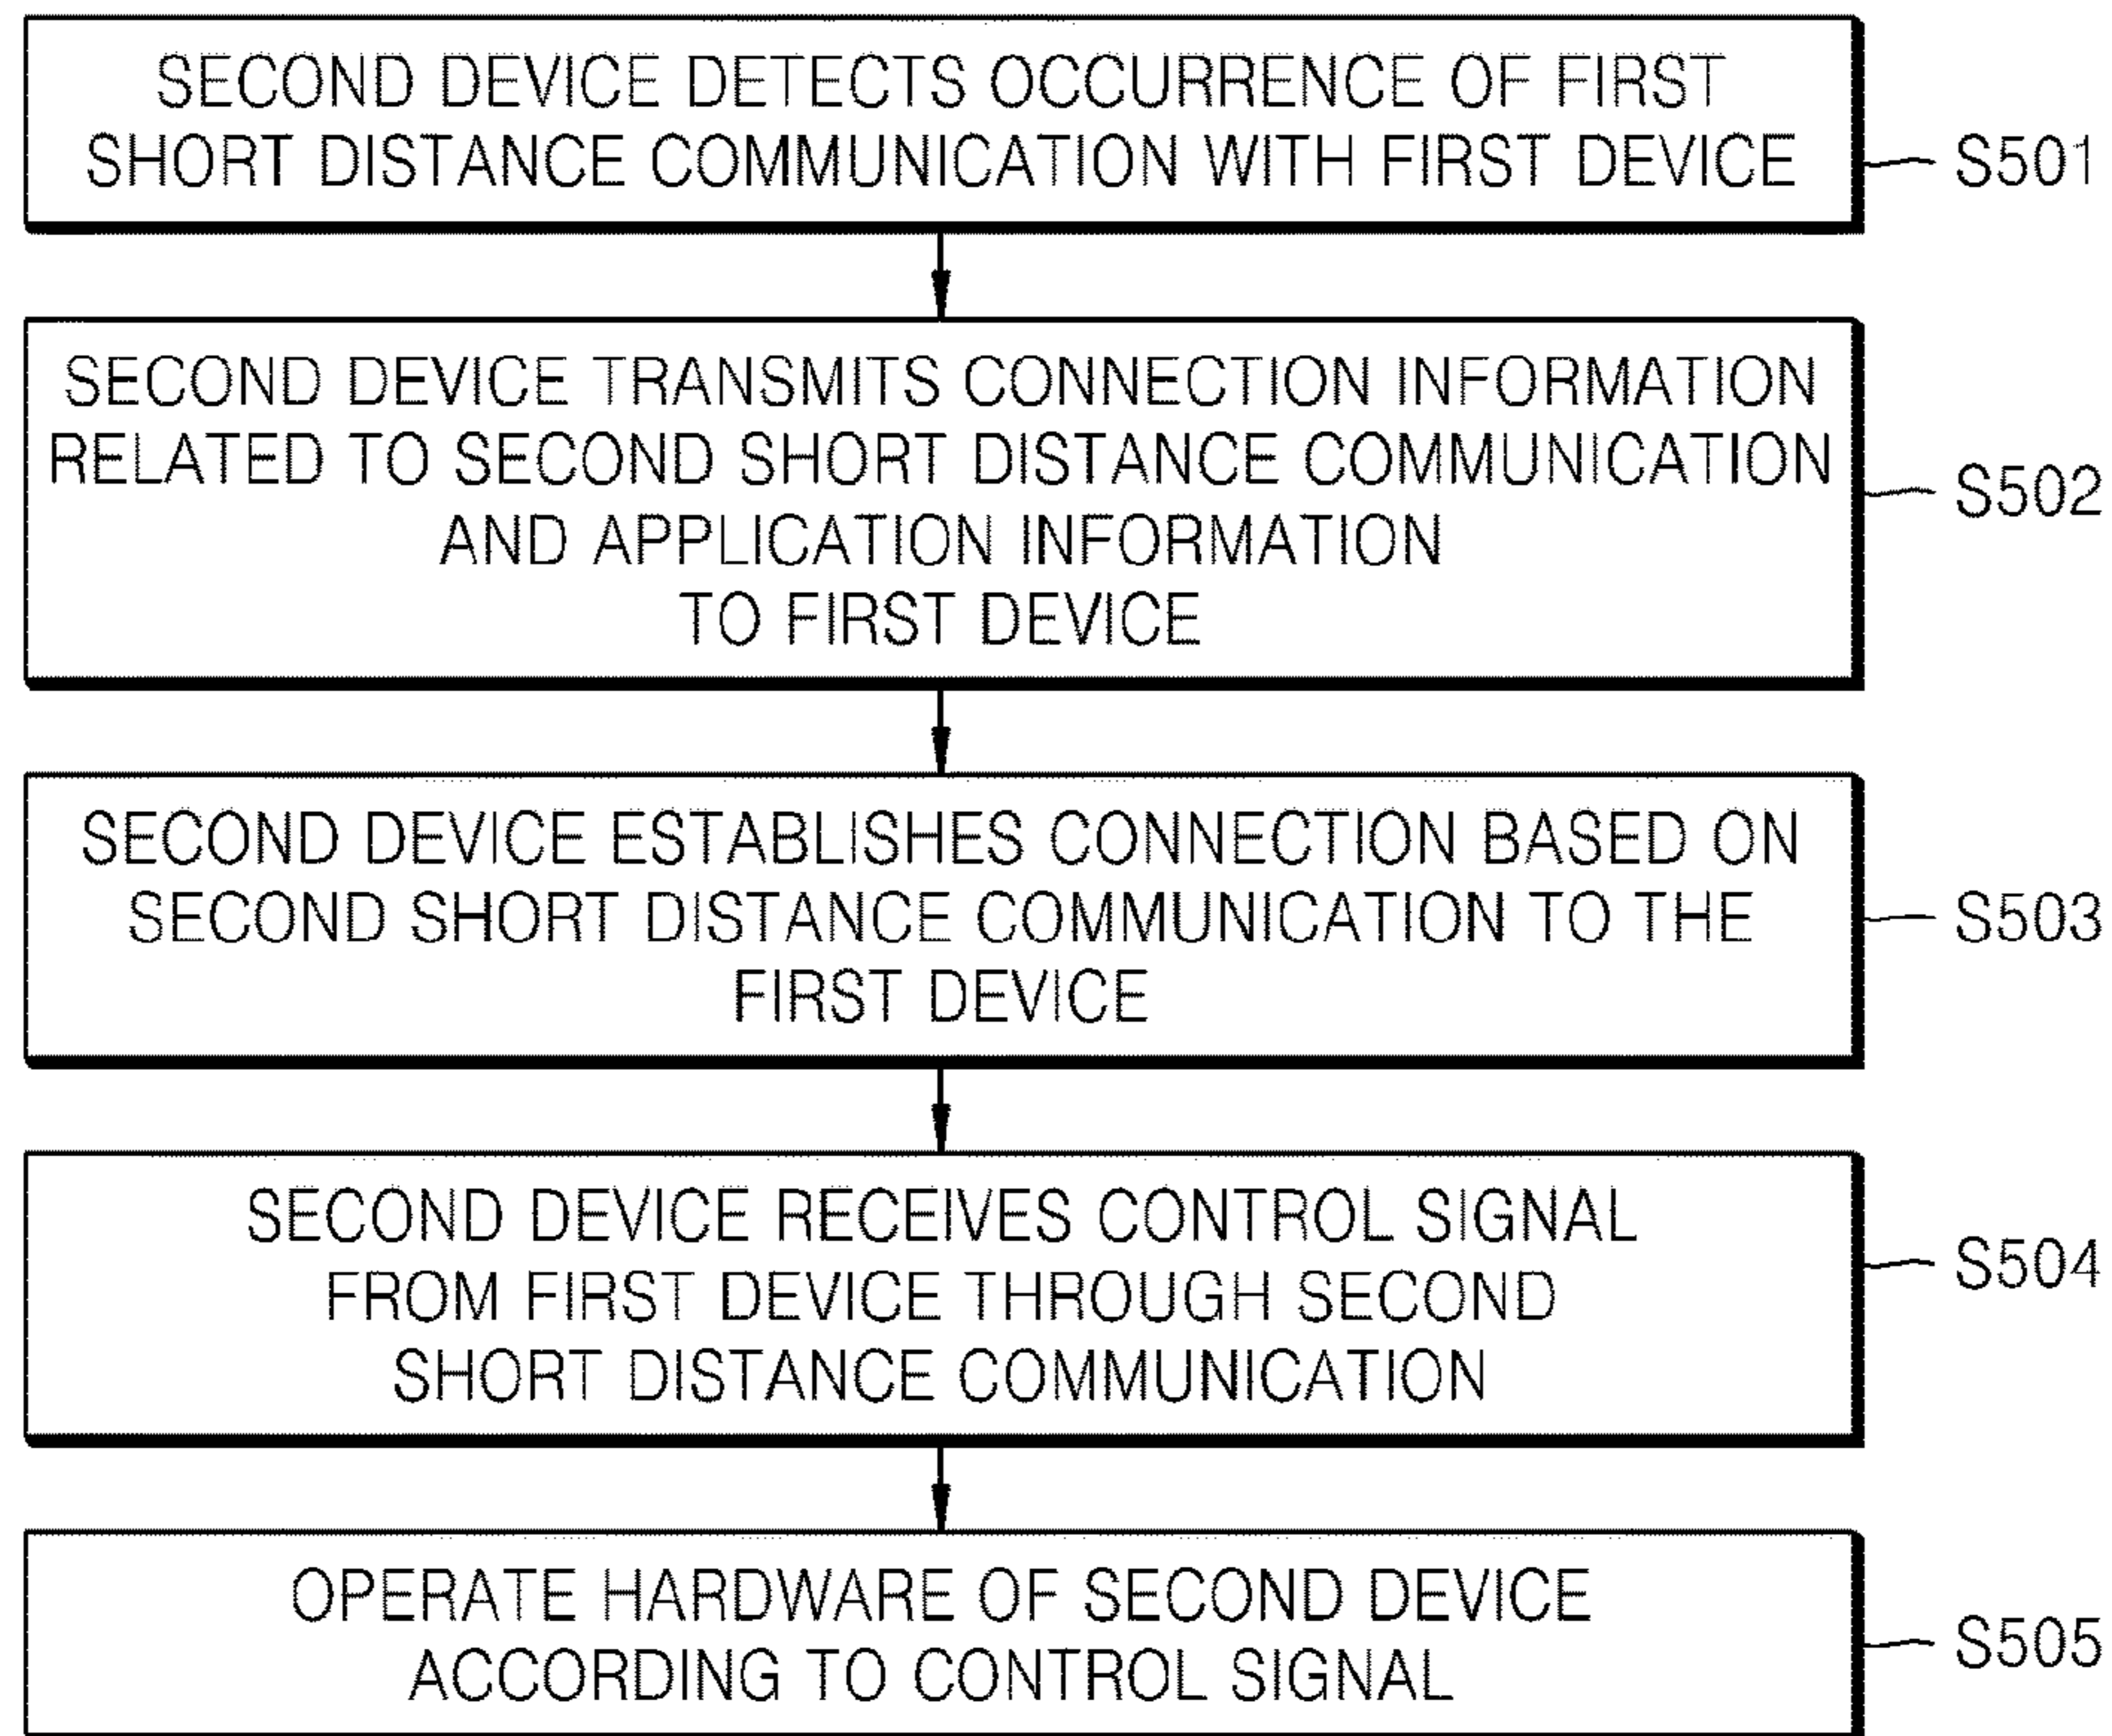 SECOND DEVICE DETECTS OCCURRENCE OF FIRST
SHORT DISTANCE COMMUNICATION WITH FIRST DEVICE
S501
SECOND DEVICE TRANSMITS CONNECTION INFORMATION
RELATED TO SECOND SHORT DISTANCE COMMUNICATION
AND APPLICATION INFORMATION
TO FIRST DEVICE
S502
SECOND DEVICE ESTABLISHES CONNECTION BASED ON
SECOND SHORT DISTANCE COMMUNICATION TO THE
FIRST DEVICE
S503
SECOND DEVICE RECEIVES CONTROL SIGNAL
FROM FIRST DEVICE THROUGH SECOND
SHORT DISTANCE COMMUNICATION
S504
OPERATE HARDWARE OF SECOND DEVICE
ACCORDING TO CONTROL SIGNAL
S505